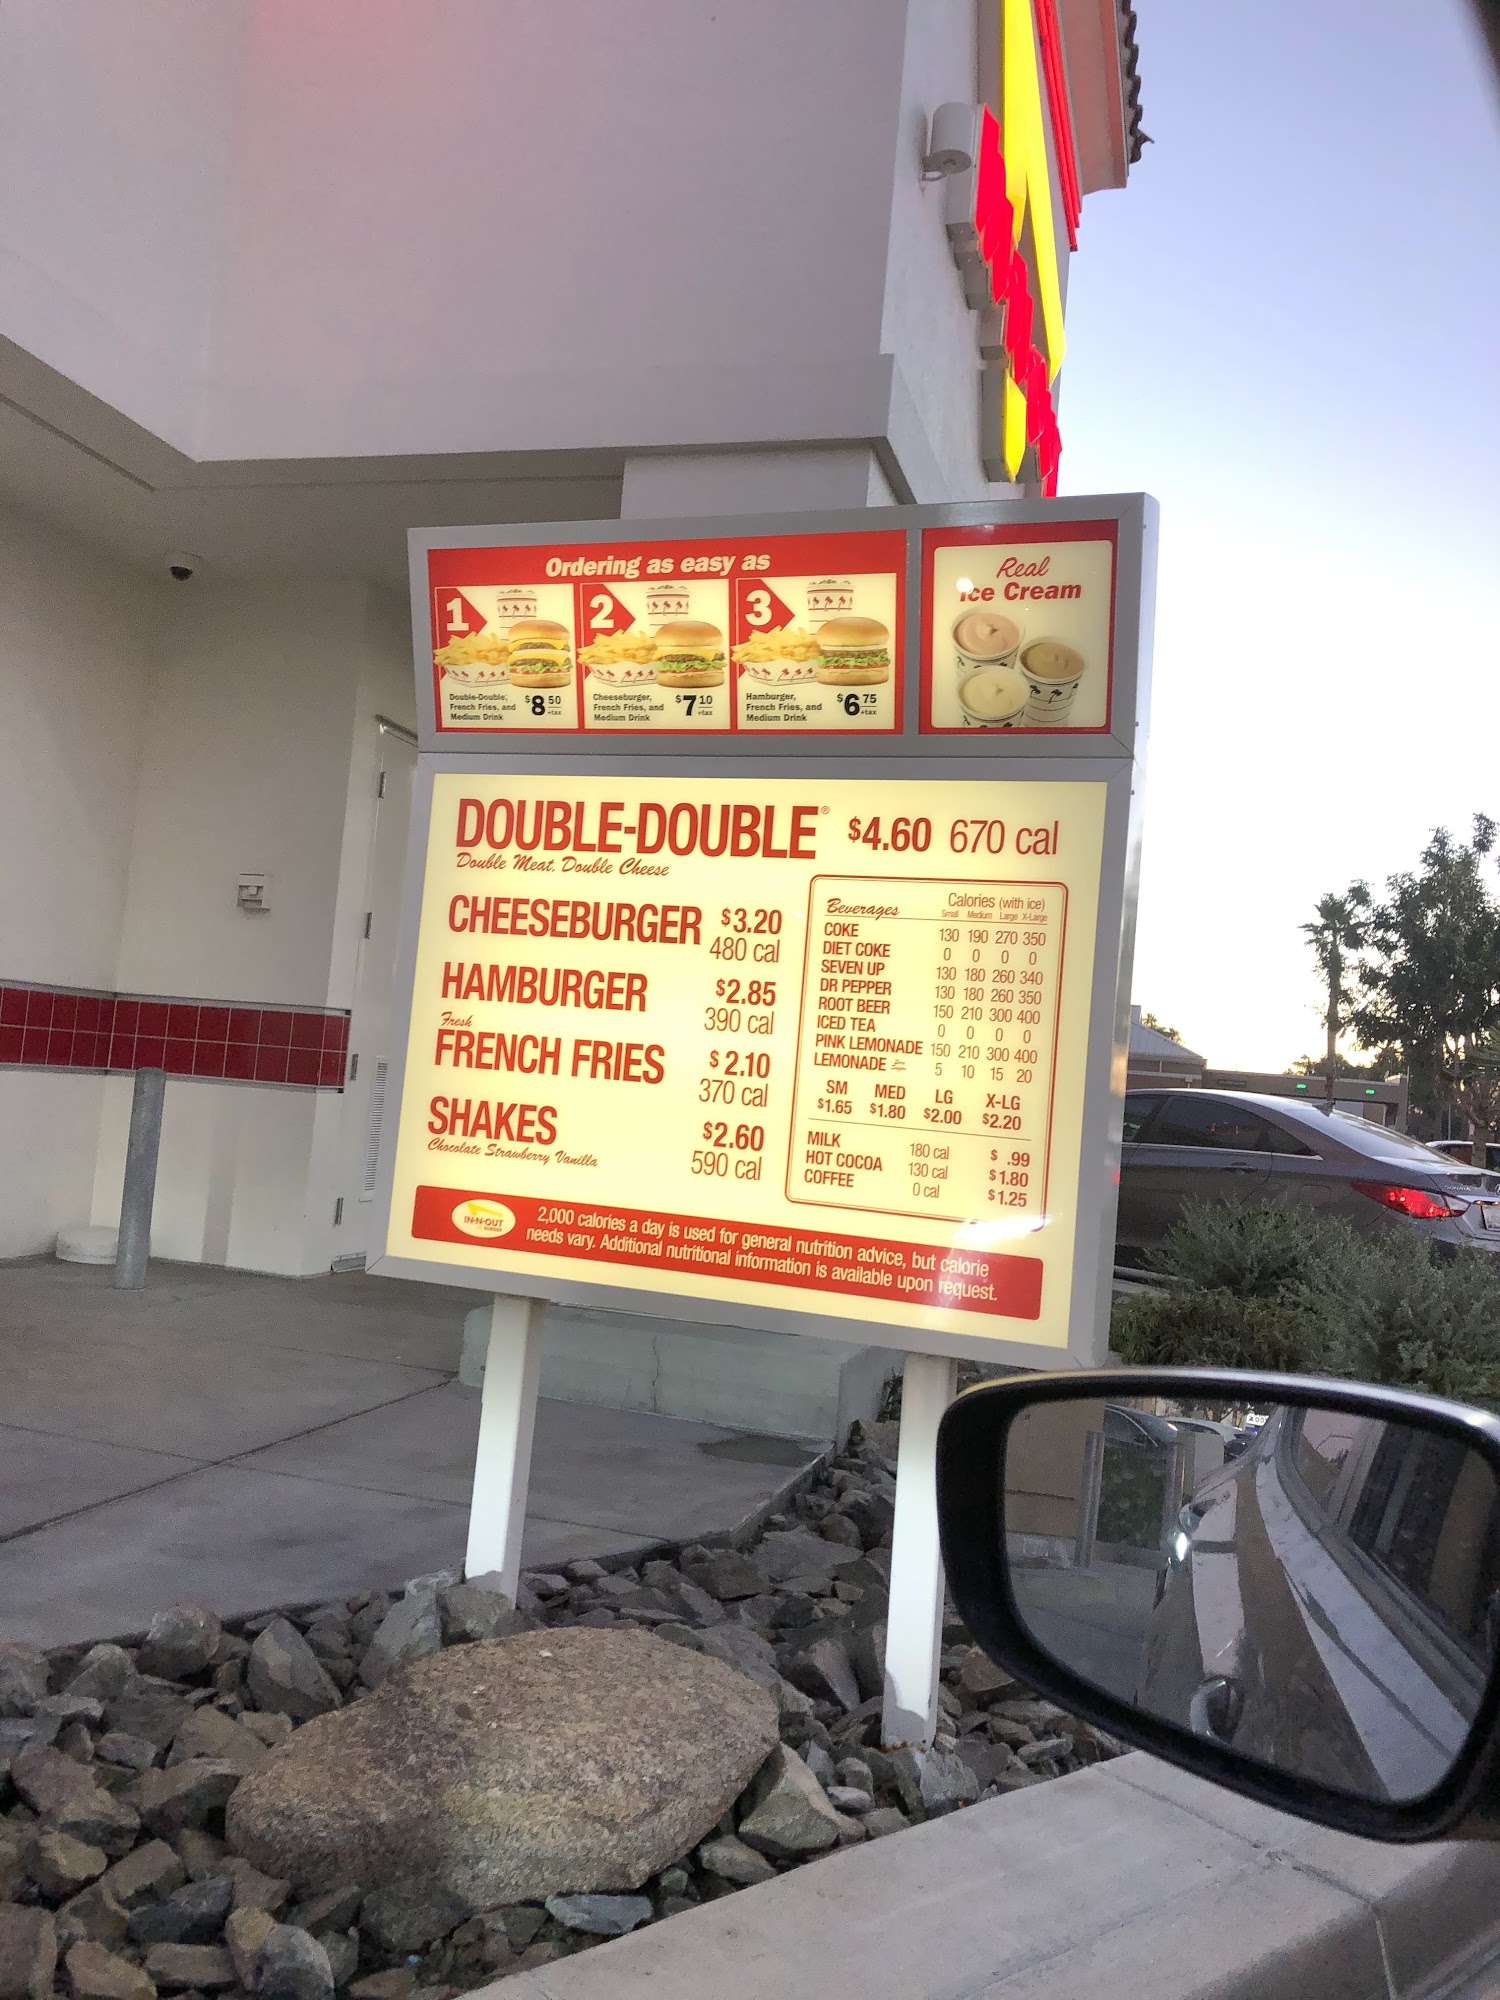 Ordering as easy as
1
Double-Double,
French Fries, and
Medium Drink
$8 50
+tax
2
Cheeseburger,
French Fries, and
Medium Drink
$7 10
+tax
3
Hamburger,
French Fries, and
Medium Drink
$6 75
+tax
Real
Ice Cream
DOUBLE-DOUBLE® $4.60 670 cal
Double Meat. Double Cheese
CHEESEBURGER $3.20
480 cal
HAMBURGER $2.85
390 cal
Fresh
FRENCH FRIES $2.10
370 cal
SHAKES $2.60
Chocolate Strawberry Vanilla 590 cal
Beverages Calories (with ice)
Small Medium Large X-Large
COKE 130 190 270 350
DIET COKE 0 0 0 0
SEVEN UP 130 180 260 340
DR PEPPER 130 180 260 350
ROOT BEER 150 210 300 400
ICED TEA 0 0 0 0
PINK LEMONADE 150 210 300 400
LEMONADE 5 10 15 20
SM MED LG X-LG
$1.65 $1.80 $2.00 $2.20
MILK 180 cal $ .99
HOT COCOA 130 cal $1.80
COFFEE 0 cal $1.25
IN-N-OUT
BURGER
2,000 calories a day is used for general nutrition advice, but calorie
needs vary. Additional nutritional information is available upon request.